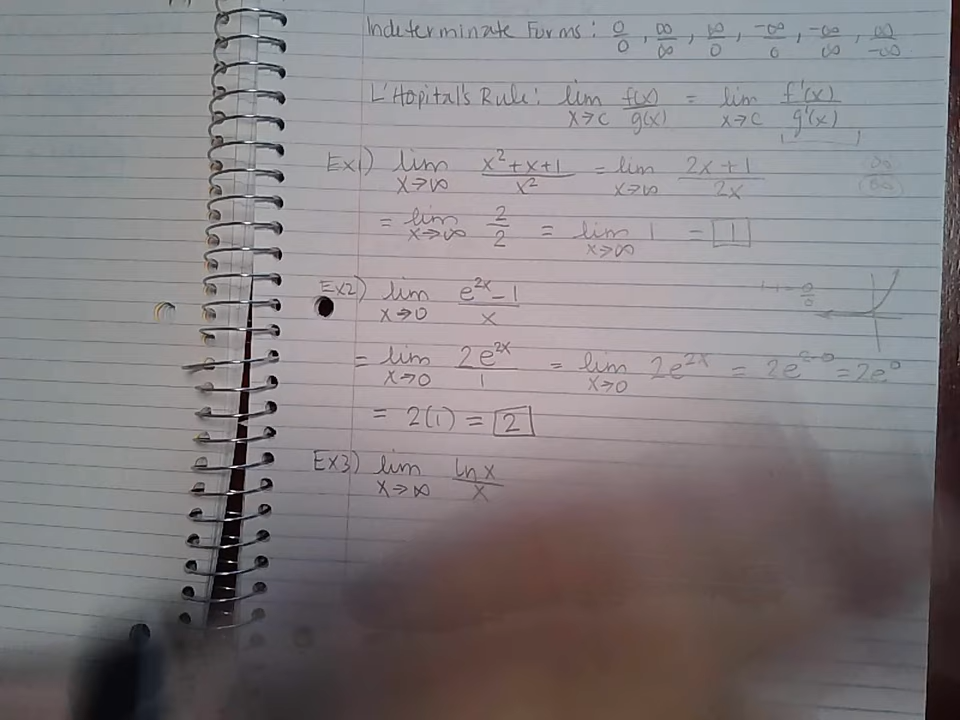 Indeterminate Forms: 0/0, ∞/∞, ∞/0, -∞/0, -∞/∞, ∞/-∞
L'Hopital's Rule: lim x→c f(x)/g(x) = lim x→c f'(x)/g'(x)
Ex1) lim x→∞ x²+x+1/x² = lim x→∞ 2x+1/2x ∞/∞
= lim x→∞ 2/2 = lim x→∞ 1 = 1
Ex2) lim x→0 e^2x-1/x
= lim x→0 2e^2x/1 = lim x→0 2e^2x = 2e^2·0 = 2e^0
= 2(1) = 2
Ex3) lim x→∞ ln x/x